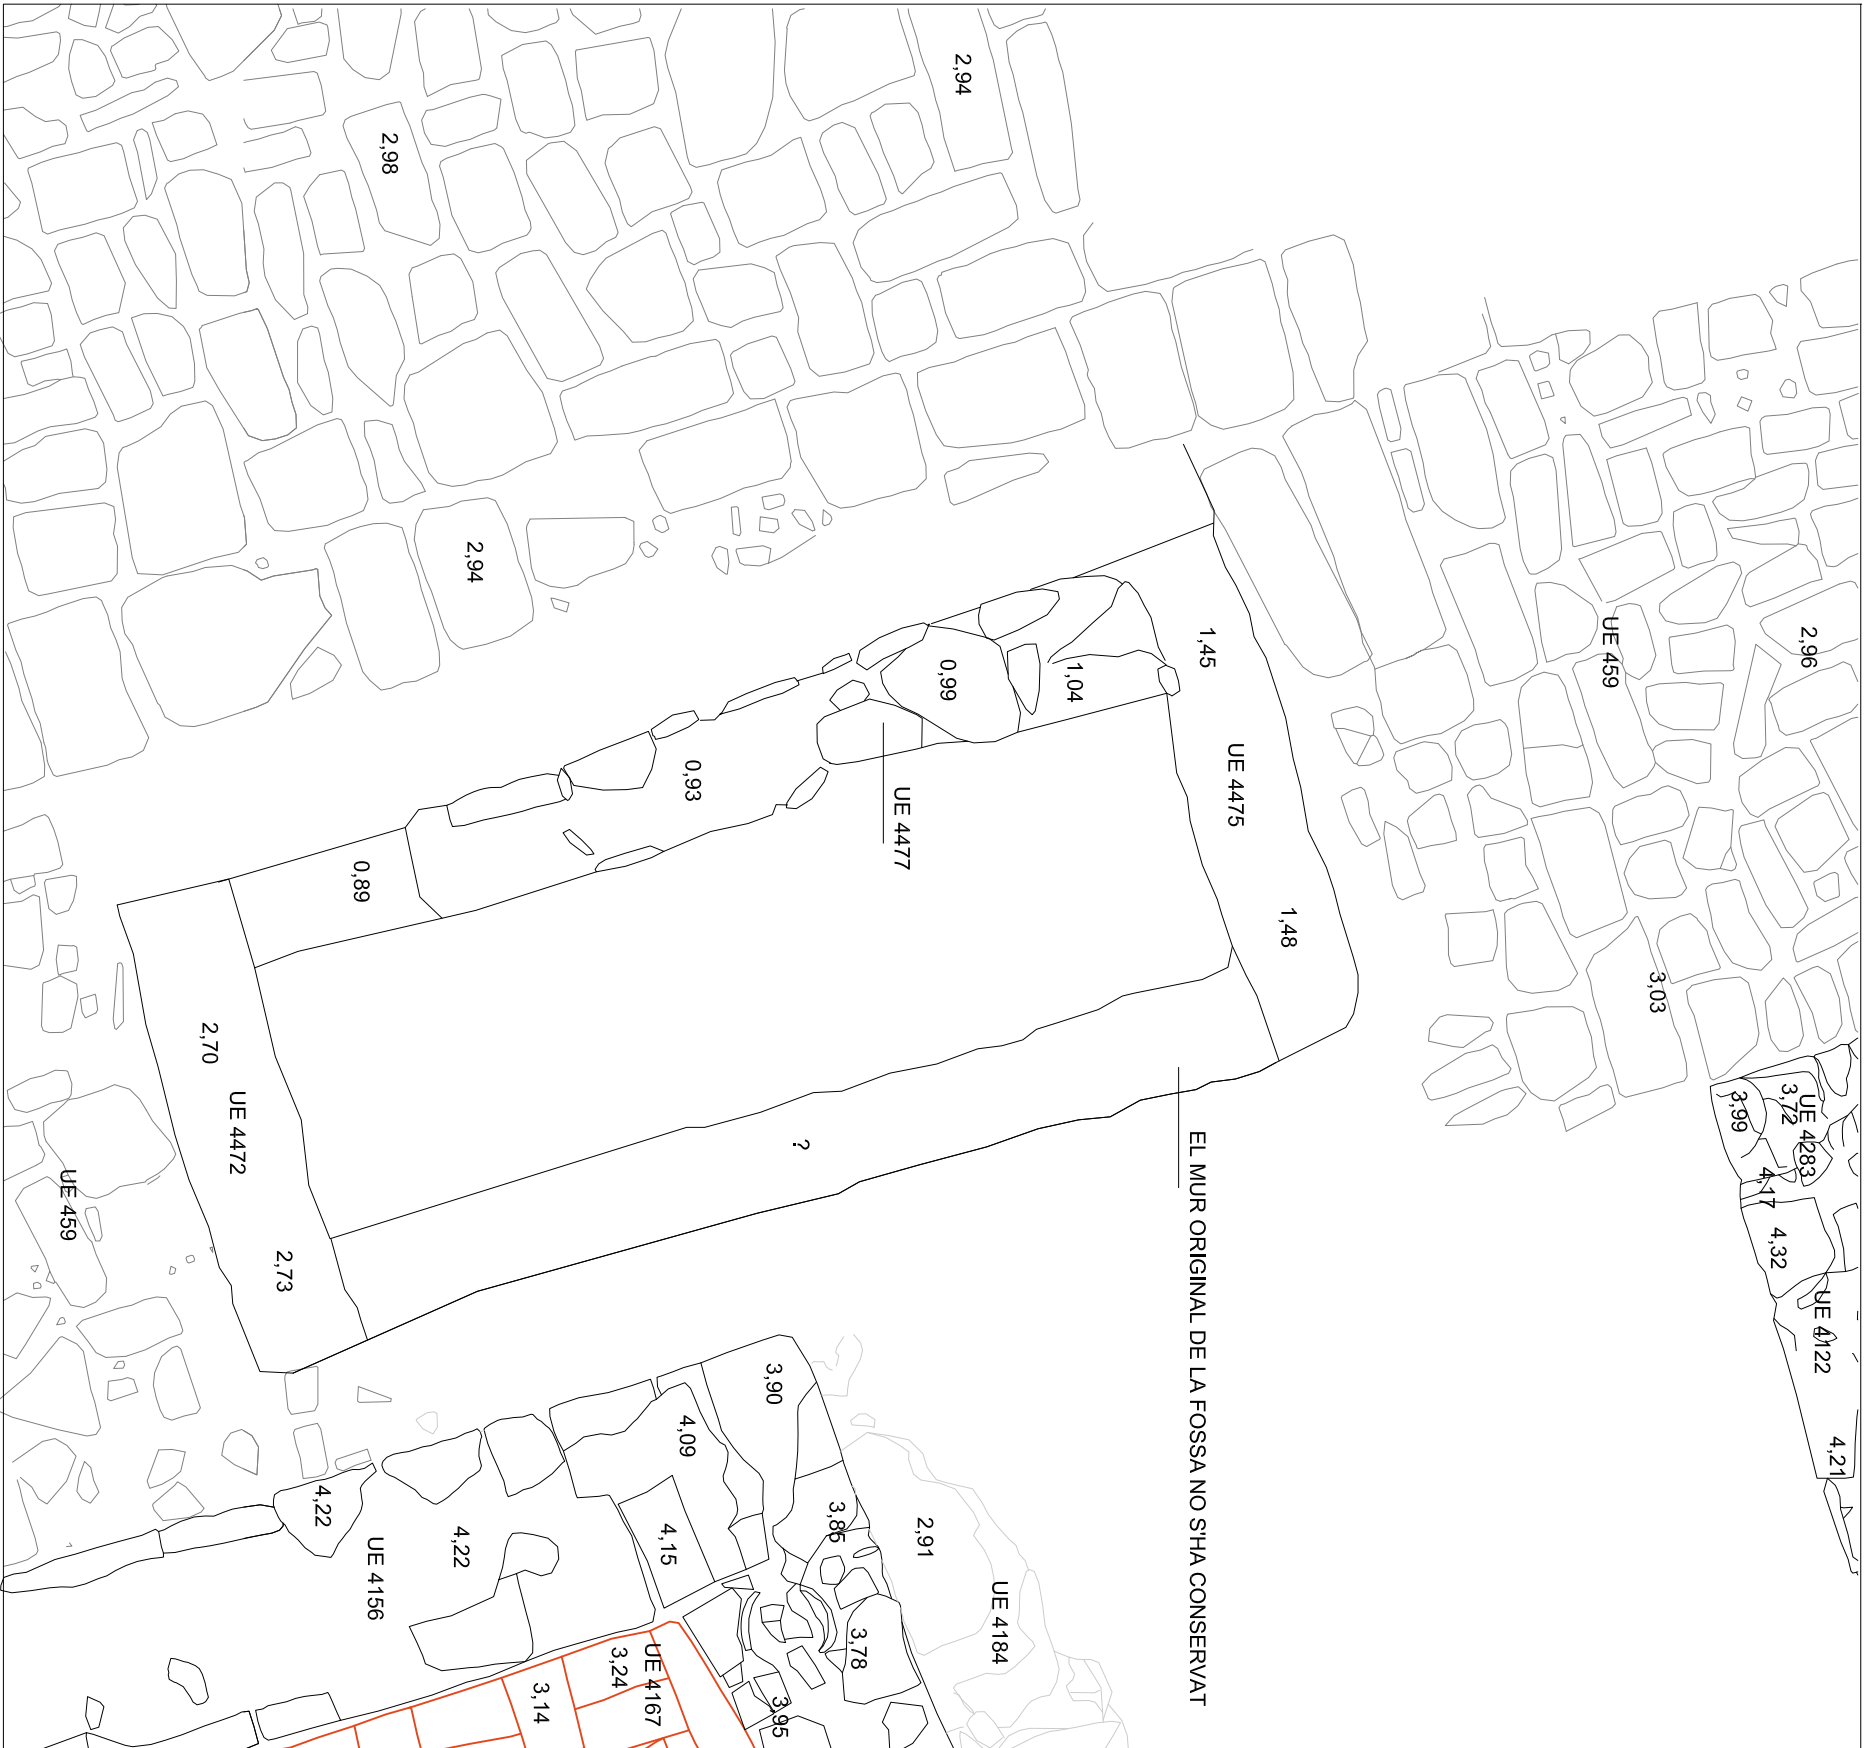 2,94
2,98
2,94
UE 459
2,96
1,45
1,04
0,99
UE 4475
0,93
UE 4477
0,89
1,48
3,03
2,70
UE 4472
?
3,99
3,72
UE 4283
4,17
4,32
UE 459
2,73
EL MUR ORIGINAL DE LA FOSSA NO S'HA CONSERVAT
UE 4122
4,21
3,90
4,09
4,22
4,22
4,15
3,85
2,91
UE 4156
UE 4184
3,78
3,24
UE 4167
3,14
3,95